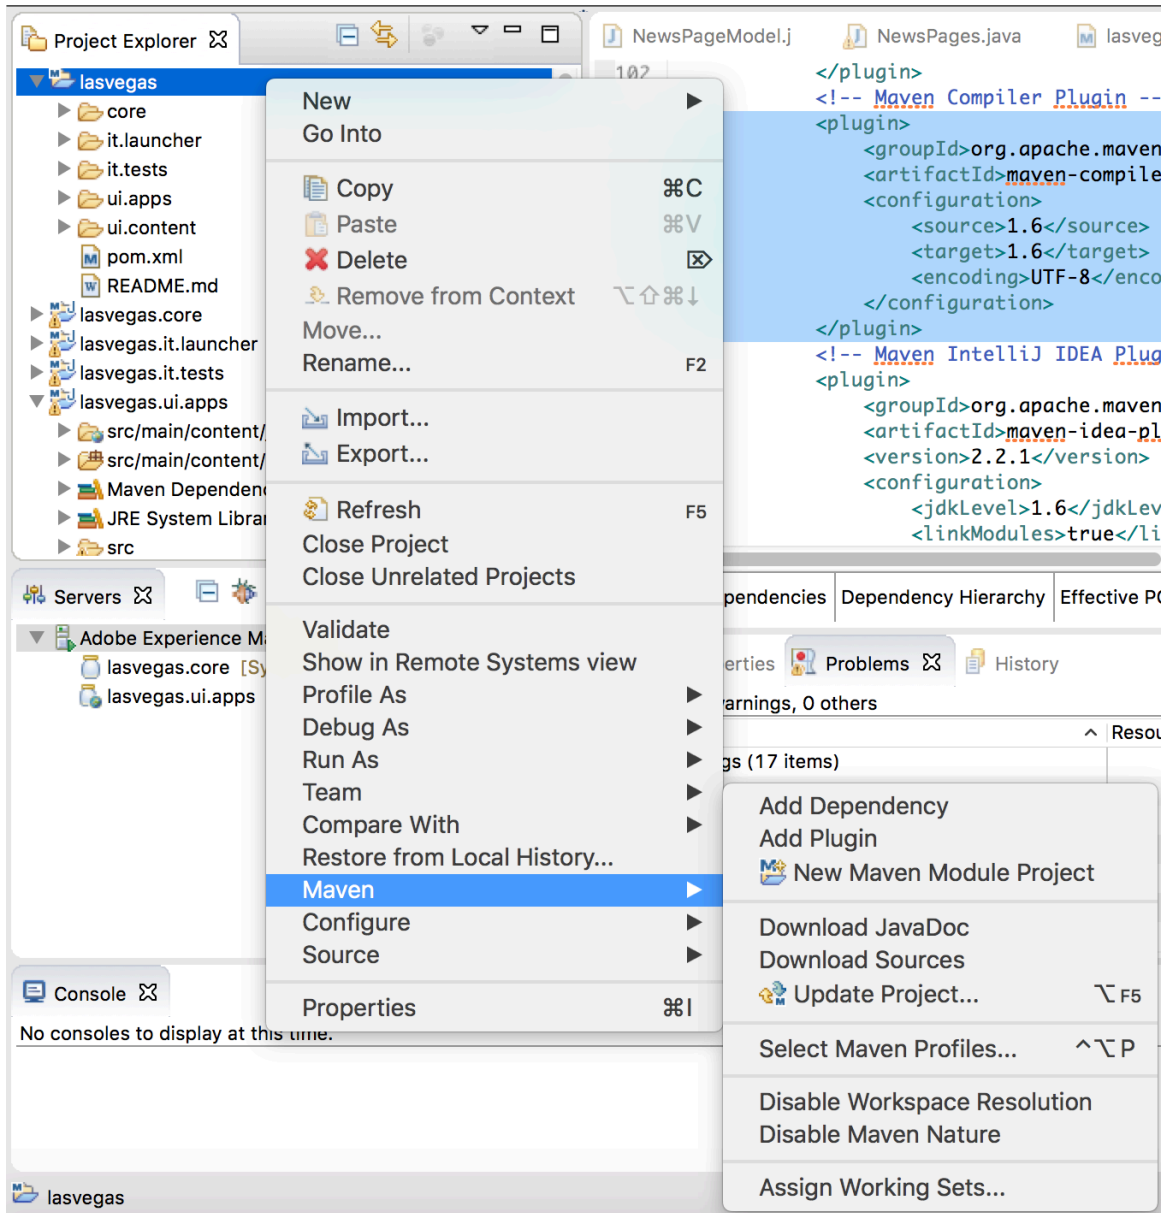 Project Explorer
lasvegas
core
it.launcher
it.tests
ui.apps
ui.content
pom.xml
README.md
lasvegas.core
lasvegas.it.launcher
lasvegas.it.tests
lasvegas.ui.apps
src/main/content/
src/main/content/
Maven Dependenc
JRE System Librar
src
New
Go Into
Copy ⌘C
Paste ⌘V
Delete ⌦
Remove from Context ⌥⇧⌘↓
Move...
Rename... F2
Import...
Export...
Refresh F5
Close Project
Close Unrelated Projects
Validate
Show in Remote Systems view
Profile As
Debug As
Run As
Team
Compare With
Restore from Local History...
Maven
Configure
Source
Properties ⌘I
NewsPageModel.j
NewsPages.java
lasveg
102
</plugin>
<!-- Maven Compiler Plugin --
<plugin>
<groupId>org.apache.maven
<artifactId>maven-compile
<configuration>
<source>1.6</source>
<target>1.6</target>
<encoding>UTF-8</enco
</configuration>
</plugin>
<!-- Maven IntelliJ IDEA Plug
<plugin>
<groupId>org.apache.maven
<artifactId>maven-idea-pl
<version>2.2.1</version>
<configuration>
<jdkLevel>1.6</jdkLev
<linkModules>true</li
pendencies
Dependency Hierarchy
Effective PO
Servers
Adobe Experience Ma
lasvegas.core [Sy
lasvegas.ui.apps
erties
Problems
History
arnings, 0 others
Resou
gs (17 items)
Add Dependency
Add Plugin
New Maven Module Project
Download JavaDoc
Download Sources
Update Project... ⌥F5
Select Maven Profiles... ^⌥P
Disable Workspace Resolution
Disable Maven Nature
Assign Working Sets...
Console
No consoles to display at this time.
lasvegas